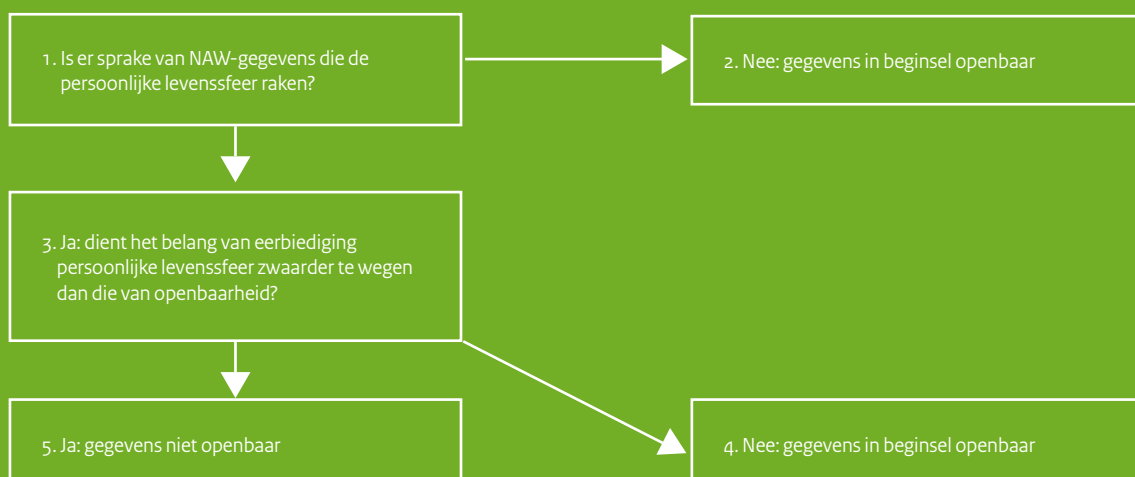 1. Is er sprake van NAW-gegevens die de
persoonlijke levenssfeer raken?
2. Nee: gegevens in beginsel openbaar
3. Ja: dient het belang van eerbiediging
persoonlijke levenssfeer zwaarder te wegen
dan die van openbaarheid?
5. Ja: gegevens niet openbaar
4. Nee: gegevens in beginsel openbaar